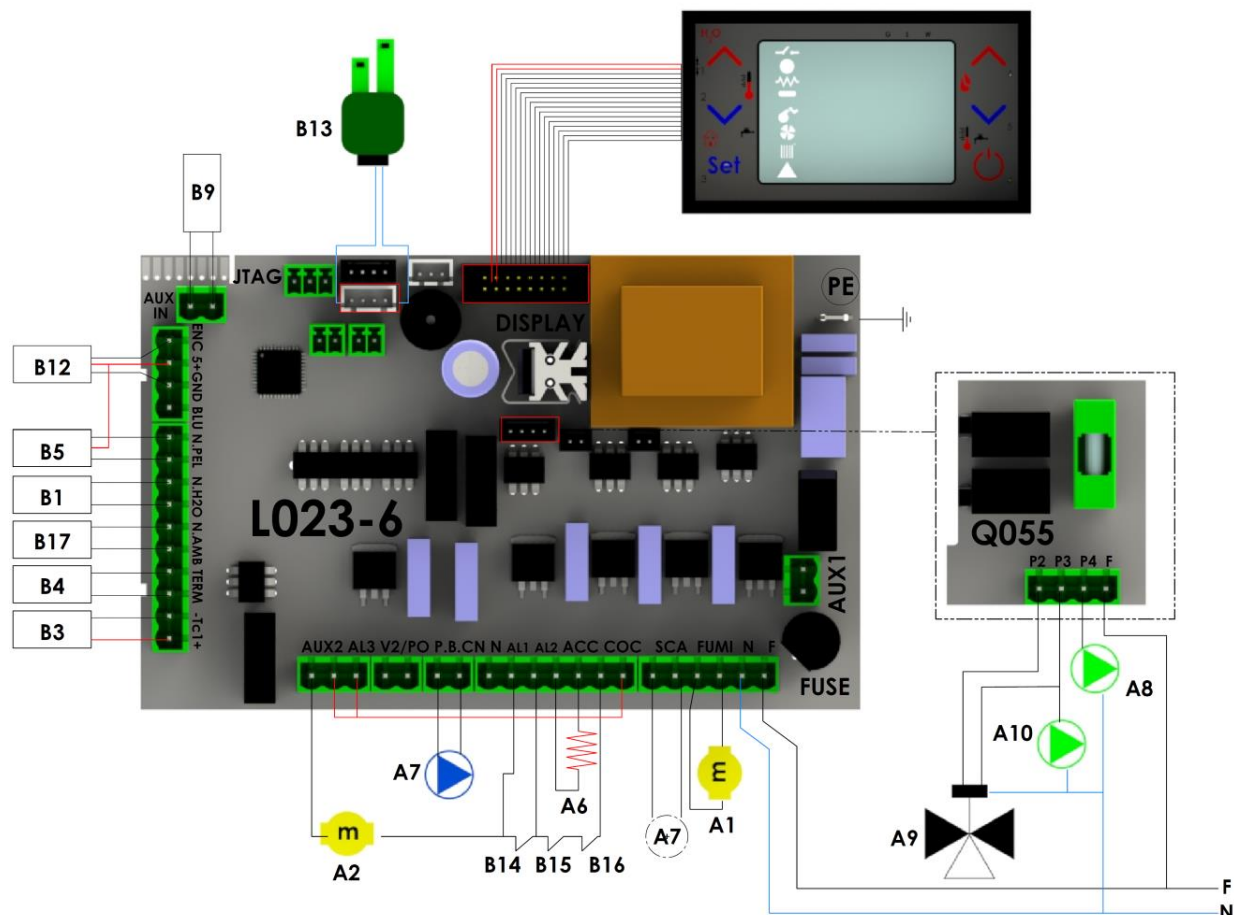 H2O
Set
B13
B9
JTAG
AUX
IN
DISPLAY
PE
ENC 5+GND BLU N.PEL N.H2O N.AMB TERM -Tc1+
B12
B5
B1
B17
B4
B3
L023-6
Q055
P2 P3 P4 F
AUX1
FUSE
AUX2 AL3 V2/PO P.B.CN N AL1 AL2 ACC COC SCA FUMI N F
A8
A10
A7
A6
A1
A7
A9
m
m
A2
B14 B15 B16
F
N